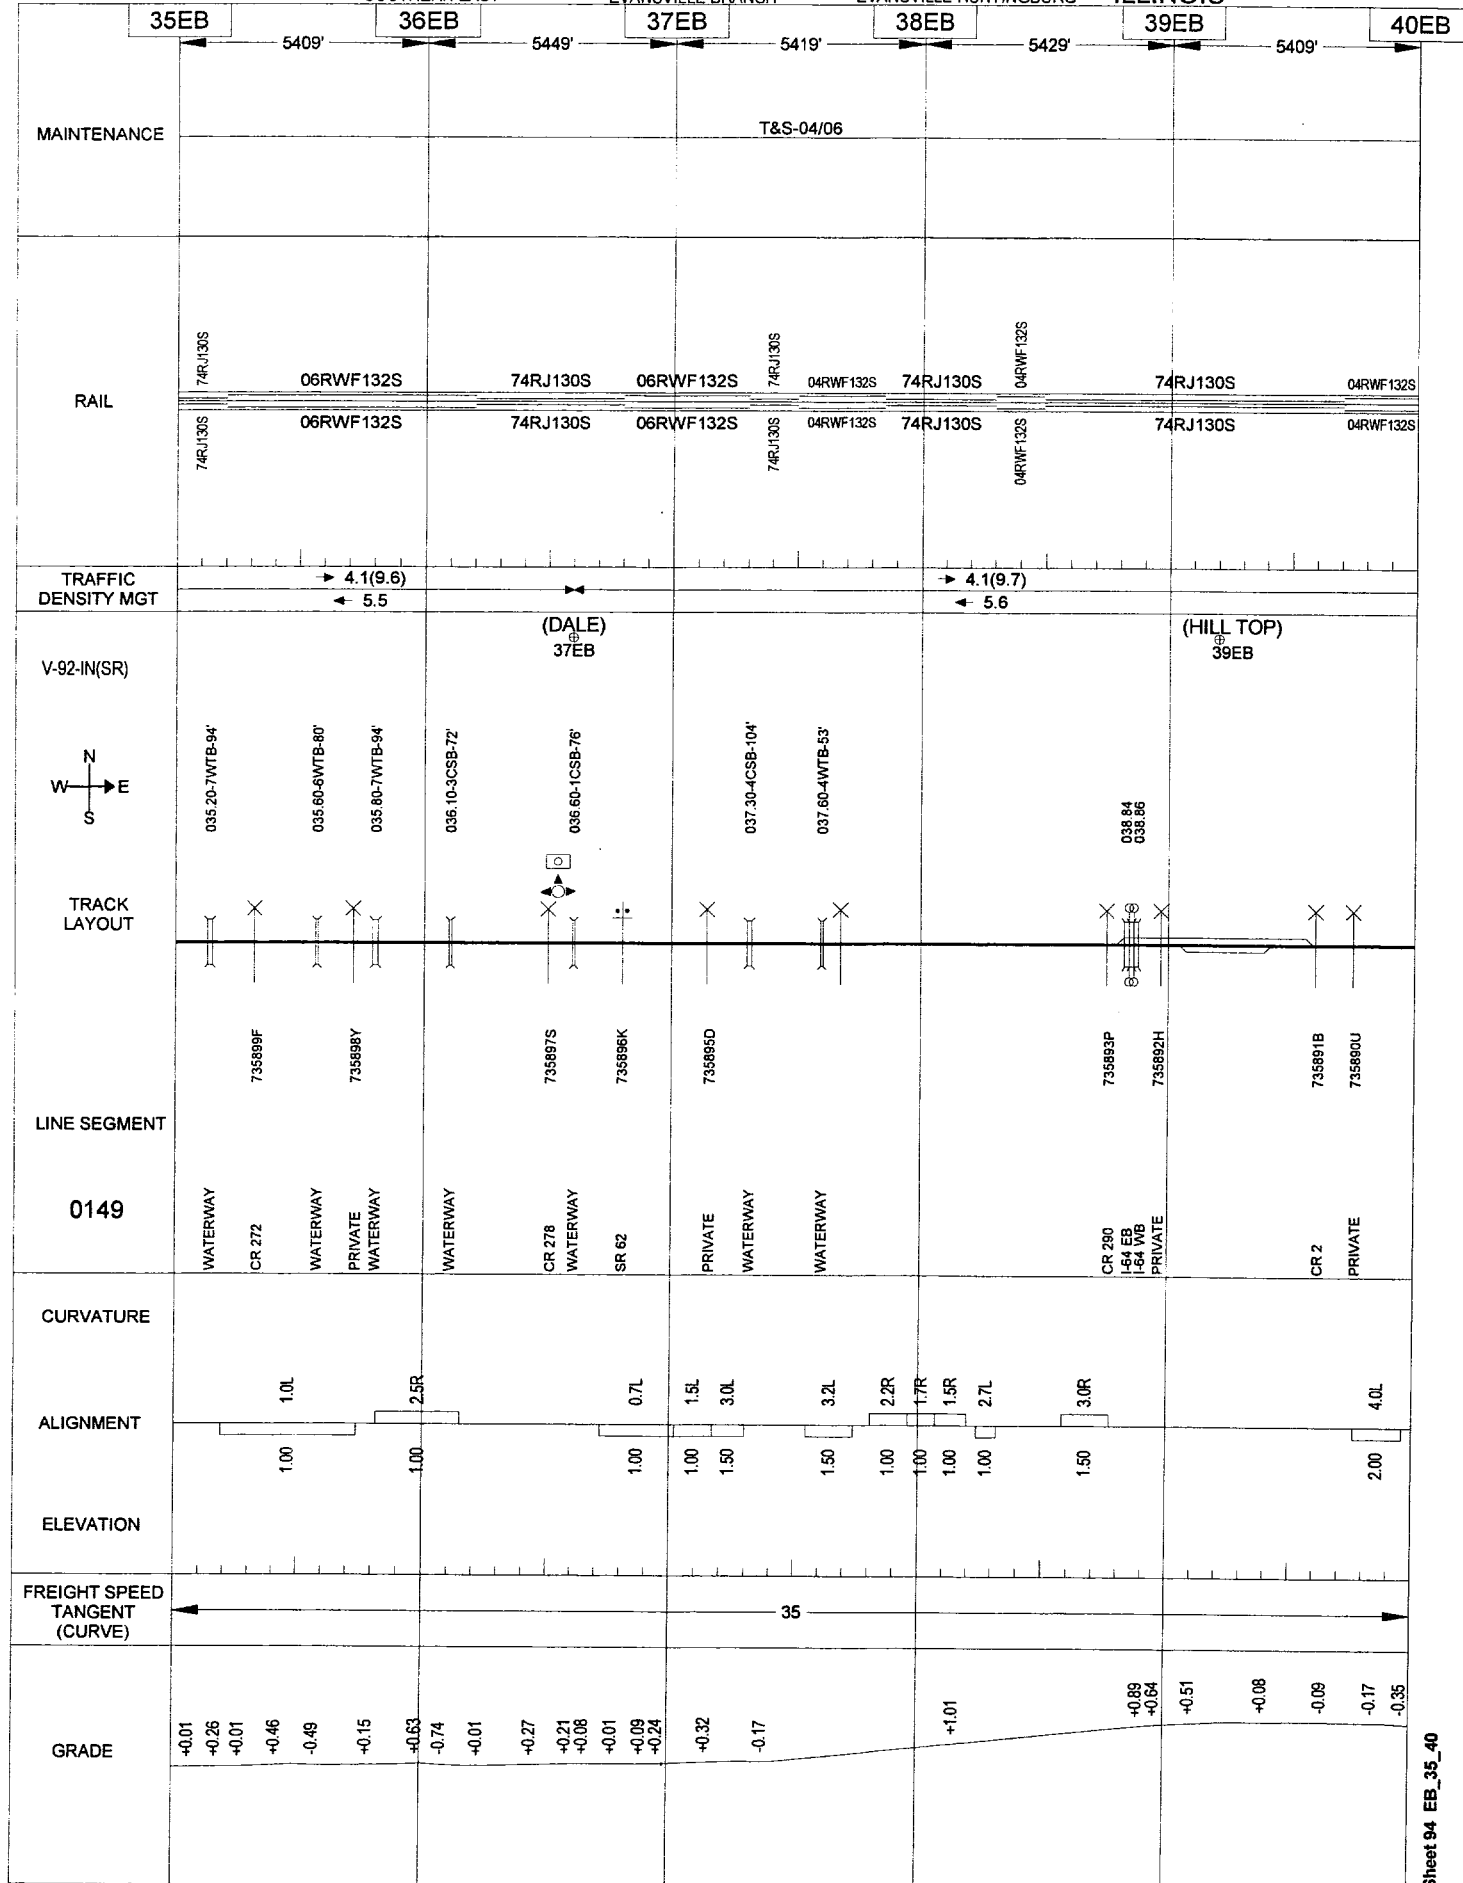 EVANSVILLE BRANCH ILLINOIS
35EB 36EB 37EB 38EB 39EB 40EB
5409' 5449' 5419' 5429' 5409'
MAINTENANCE
T&S-04/06
RAIL
74RJ130S 06RWF132S 74RJ130S 06RWF132S 74RJ130S 04RWF132S 74RJ130S 04RWF132S 74RJ130S 04RWF132S
74RJ130S 06RWF132S 74RJ130S 06RWF132S 74RJ130S 04RWF132S 74RJ130S 04RWF132S 74RJ130S 04RWF132S
TRAFFIC
DENSITY MGT
4.1(9.6) 4.1(9.7)
5.5 5.6
(DALE) (HILL TOP)
37EB 39EB
V-92-IN(SR)
N
W E
S
035.20-7WTB-94'
035.60-6WTB-80'
035.80-7WTB-94'
036.10-3CSB-72'
036.60-1CSB-76'
037.30-4CSB-104'
037.60-4WTB-53'
038.84
038.86
TRACK
LAYOUT
735899F
735898Y
735897S
735896K
735895D
735893P
735892H
735891B
735890U
LINE SEGMENT
0149
WATERWAY
CR 272
WATERWAY
PRIVATE
WATERWAY
WATERWAY
CR 278
WATERWAY
SR 62
PRIVATE
WATERWAY
WATERWAY
CR 290
I-64 EB
I-64 WB
PRIVATE
CR 2
PRIVATE
CURVATURE
1.0L 2.5R 0.7L 1.5L 3.0L 3.2L 2.2R 1.7R 1.5R 2.7L 3.0R 4.0L
ALIGNMENT
1.00 1.00 1.00 1.00 1.50 1.50 1.00 1.00 1.00 1.00 1.50 2.00
ELEVATION
FREIGHT SPEED
TANGENT
(CURVE)
35
GRADE
+0.01 +0.26 +0.01 +0.46 -0.49 +0.15 +0.63 -0.74 +0.01 +0.27 +0.21 +0.08 +0.01 +0.09 +0.24 +0.32 -0.17 +1.01 +0.89 +0.64 +0.51 +0.08 -0.09 -0.17 -0.35
Sheet 94 EB_35_40